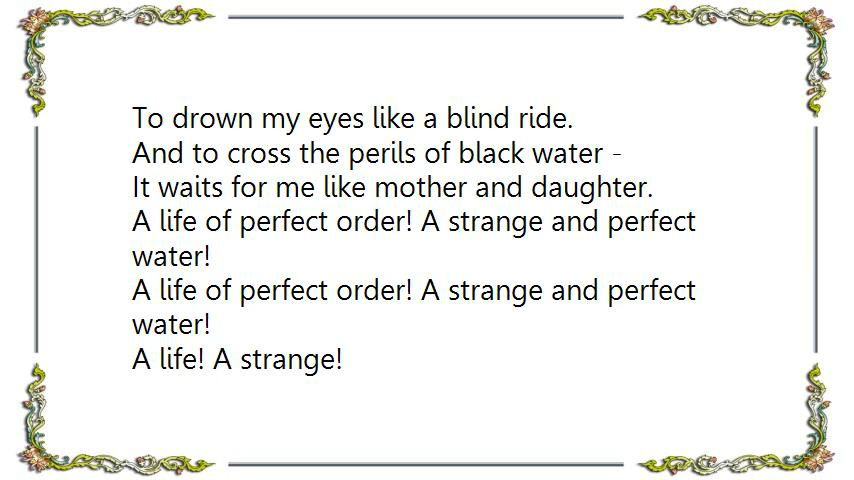 To drown my eyes like a blind ride.
And to cross the perils of black water -
It waits for me like mother and daughter.
A life of perfect order! A strange and perfect
water!
A life of perfect order! A strange and perfect
water!
A life! A strange!